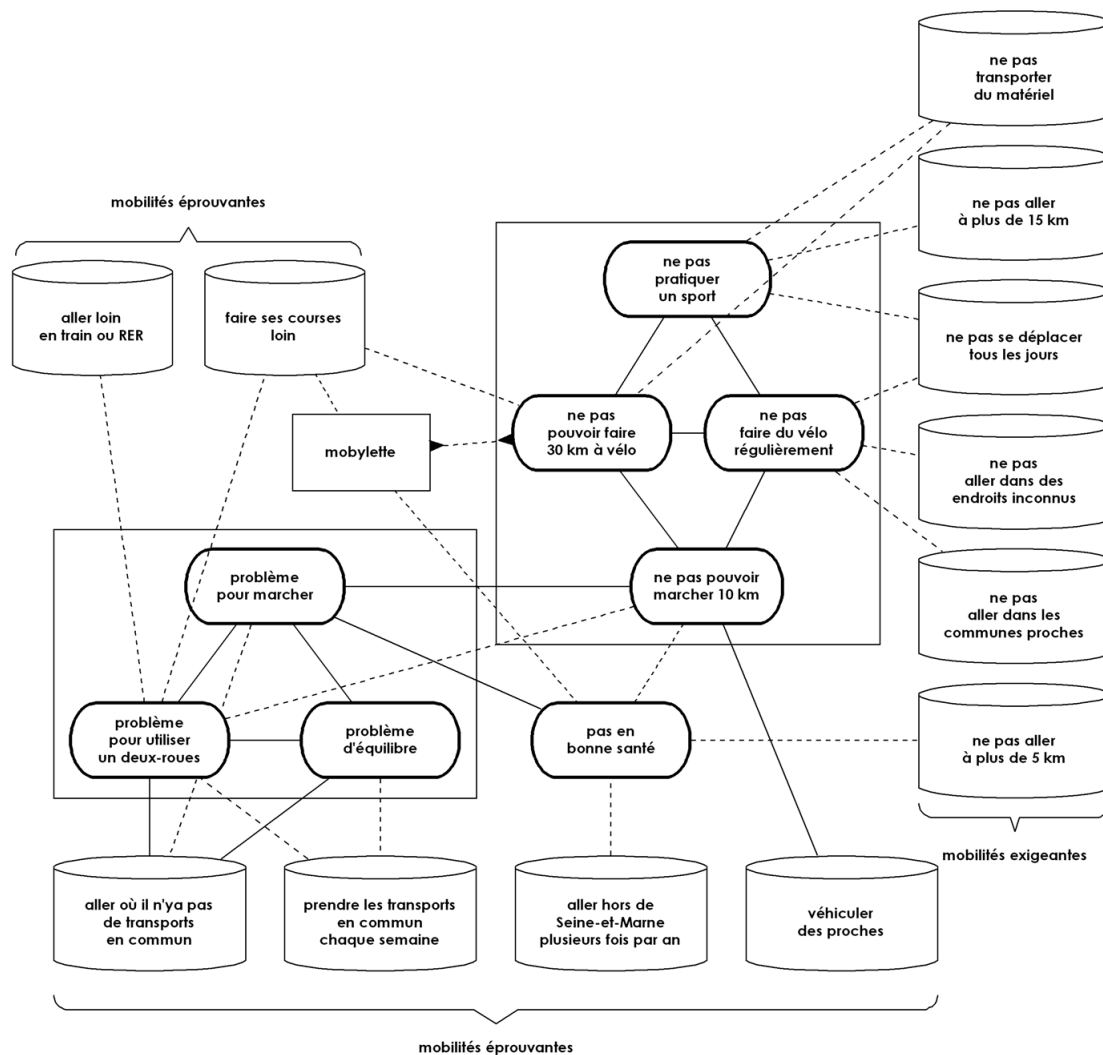 ne pas
transporter
du matériel
ne pas aller
à plus de 15 km
mobilités éprouvantes
ne pas
pratiquer
un sport
aller loin
en train ou RER
faire ses courses
loin
ne pas se déplacer
tous les jours
ne pas
pouvoir faire
30 km à vélo
ne pas
faire du vélo
régulièrement
mobylette
ne pas
aller dans des
endroits inconnus
problème
pour marcher
ne pas pouvoir
marcher 10 km
ne pas
aller dans les
communes proches
problème
pour utiliser
un deux-roues
problème
d'équilibre
pas en
bonne santé
ne pas aller
à plus de 5 km
mobilités exigeantes
aller où il n'ya pas
de transports
en commun
prendre les transports
en commun
chaque semaine
aller hors de
Seine-et-Marne
plusieurs fois par an
véhiculer
des proches
mobilités éprouvantes